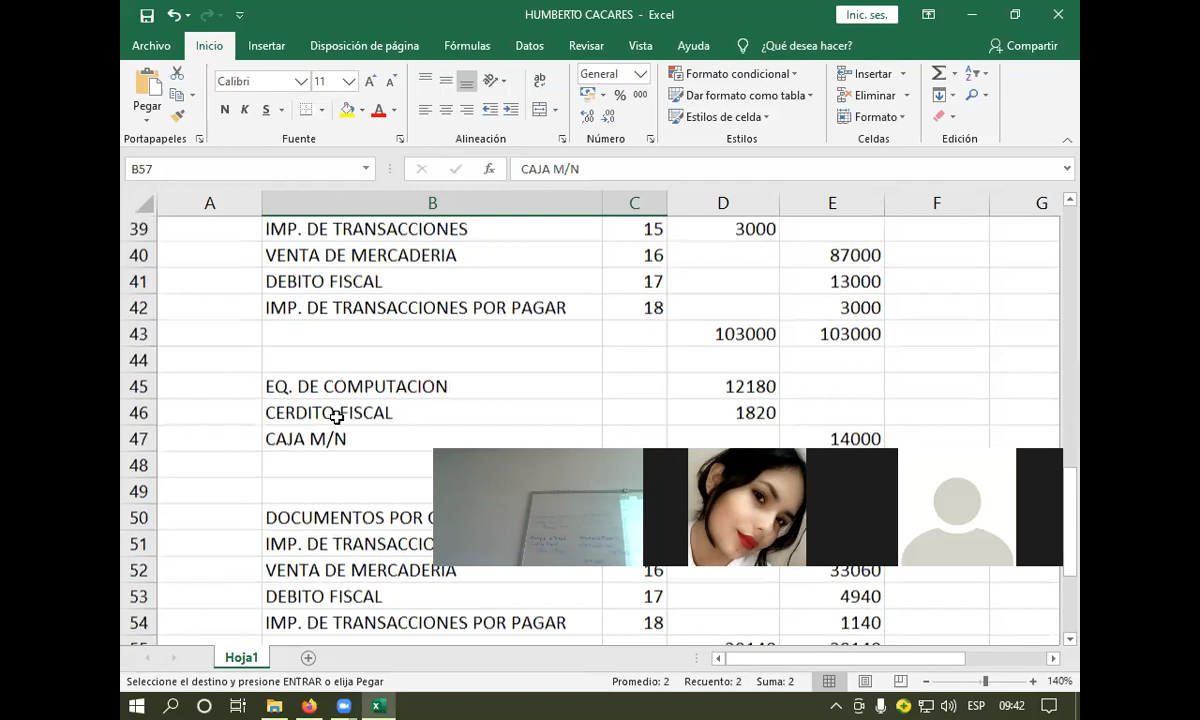 HUMBERTO CACARES - Excel
Inic. ses.
Archivo Inicio Insertar Disposición de página Fórmulas Datos Revisar Vista Ayuda ¿Qué desea hacer? Compartir
Pegar
Calibri 11
N K S
General
% 000
Formato condicional
Dar formato como tabla
Estilos de celda
Insertar
Eliminar
Formato
Portapapeles Fuente Alineación Número Estilos Celdas Edición
B57 fx CAJA M/N
A B C D E F G
39 IMP. DE TRANSACCIONES 15 3000
40 VENTA DE MERCADERIA 16 87000
41 DEBITO FISCAL 17 13000
42 IMP. DE TRANSACCIONES POR PAGAR 18 3000
43 103000 103000
44
45 EQ. DE COMPUTACION 12180
46 CERDITO FISCAL 1820
47 CAJA M/N 14000
48
49
50 DOCUMENTOS POR
51 IMP. DE TRANSACCIO
52 VENTA DE MERCADERIA 16 33060
53 DEBITO FISCAL 17 4940
54 IMP. DE TRANSACCIONES POR PAGAR 18 1140
Hoja1
Seleccione el destino y presione ENTRAR o elija Pegar Promedio: 2 Recuento: 2 Suma: 2 140%
ESP 09:42